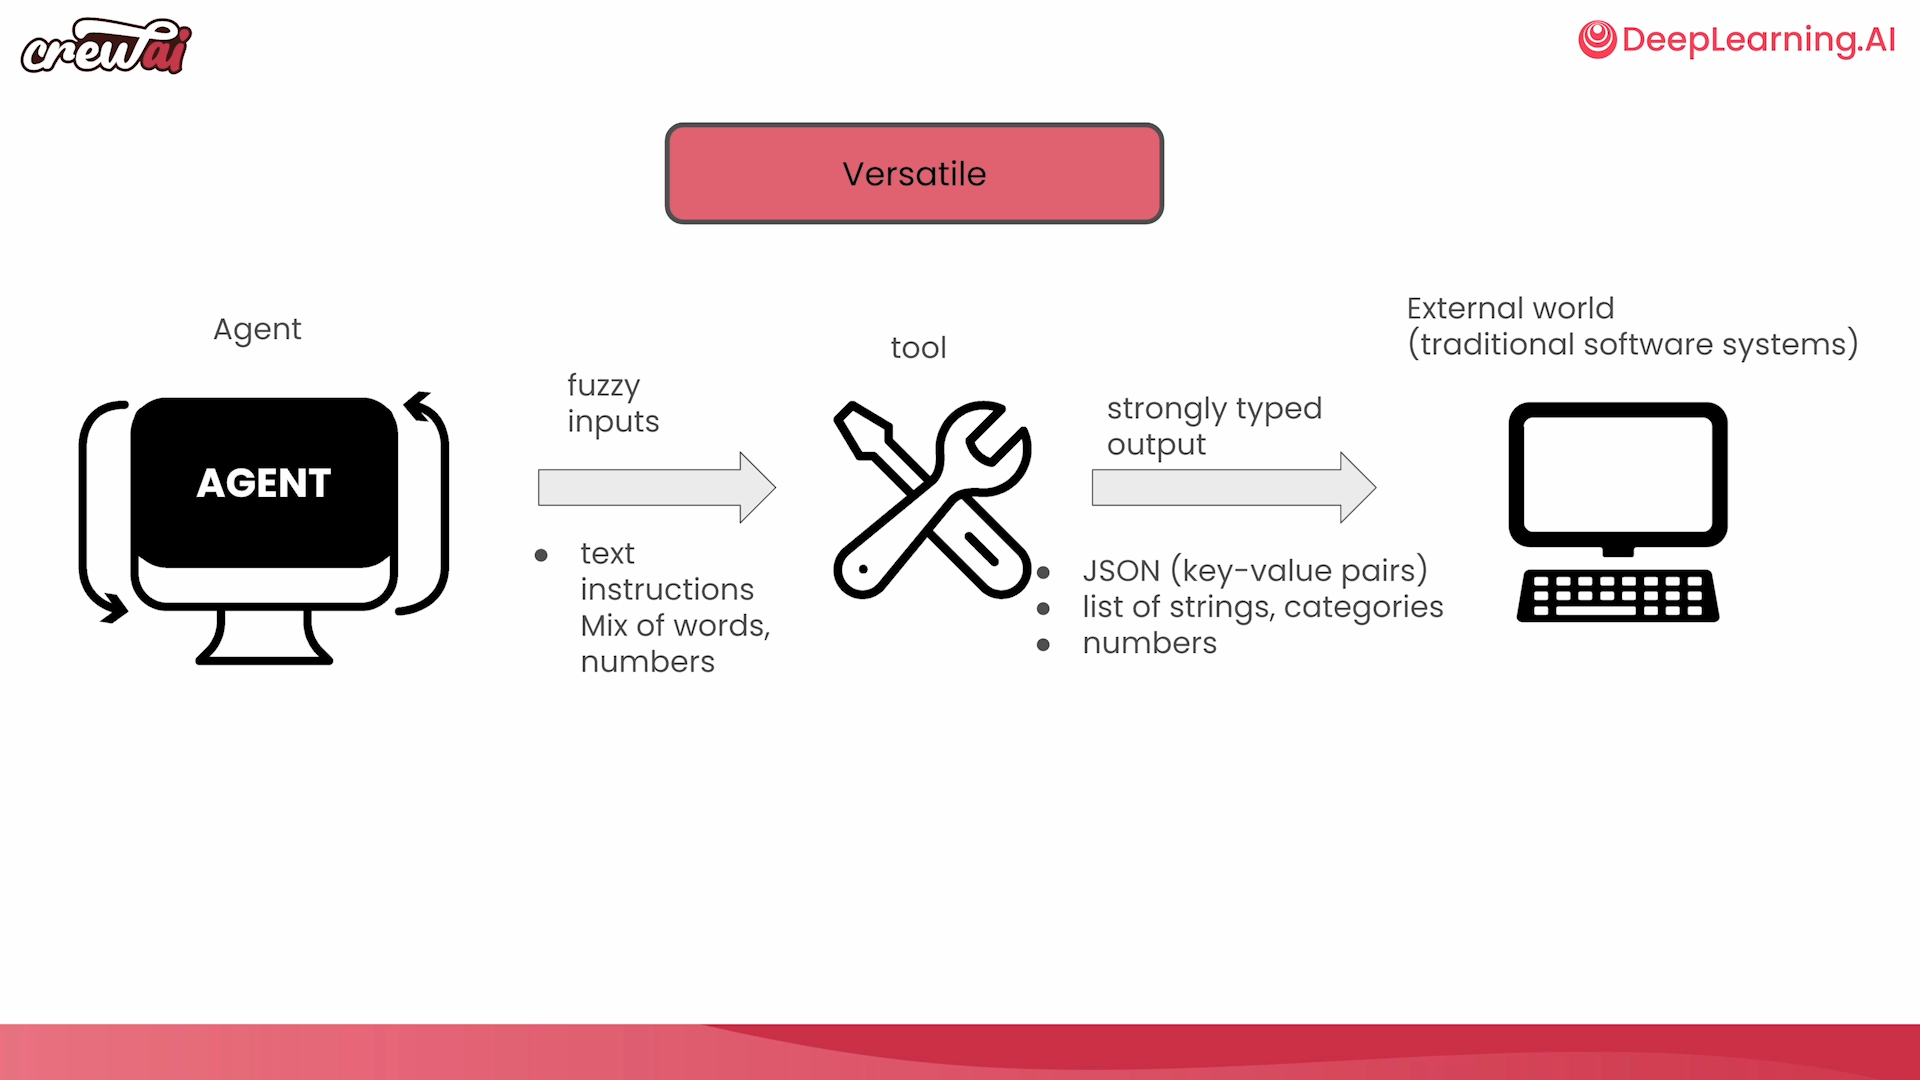 crewai
DeepLearning.AI
Versatile
Agent
AGENT
fuzzy
inputs
● text
instructions
Mix of words,
numbers
tool
strongly typed
output
● JSON (key-value pairs)
● list of strings, categories
● numbers
External world
(traditional software systems)